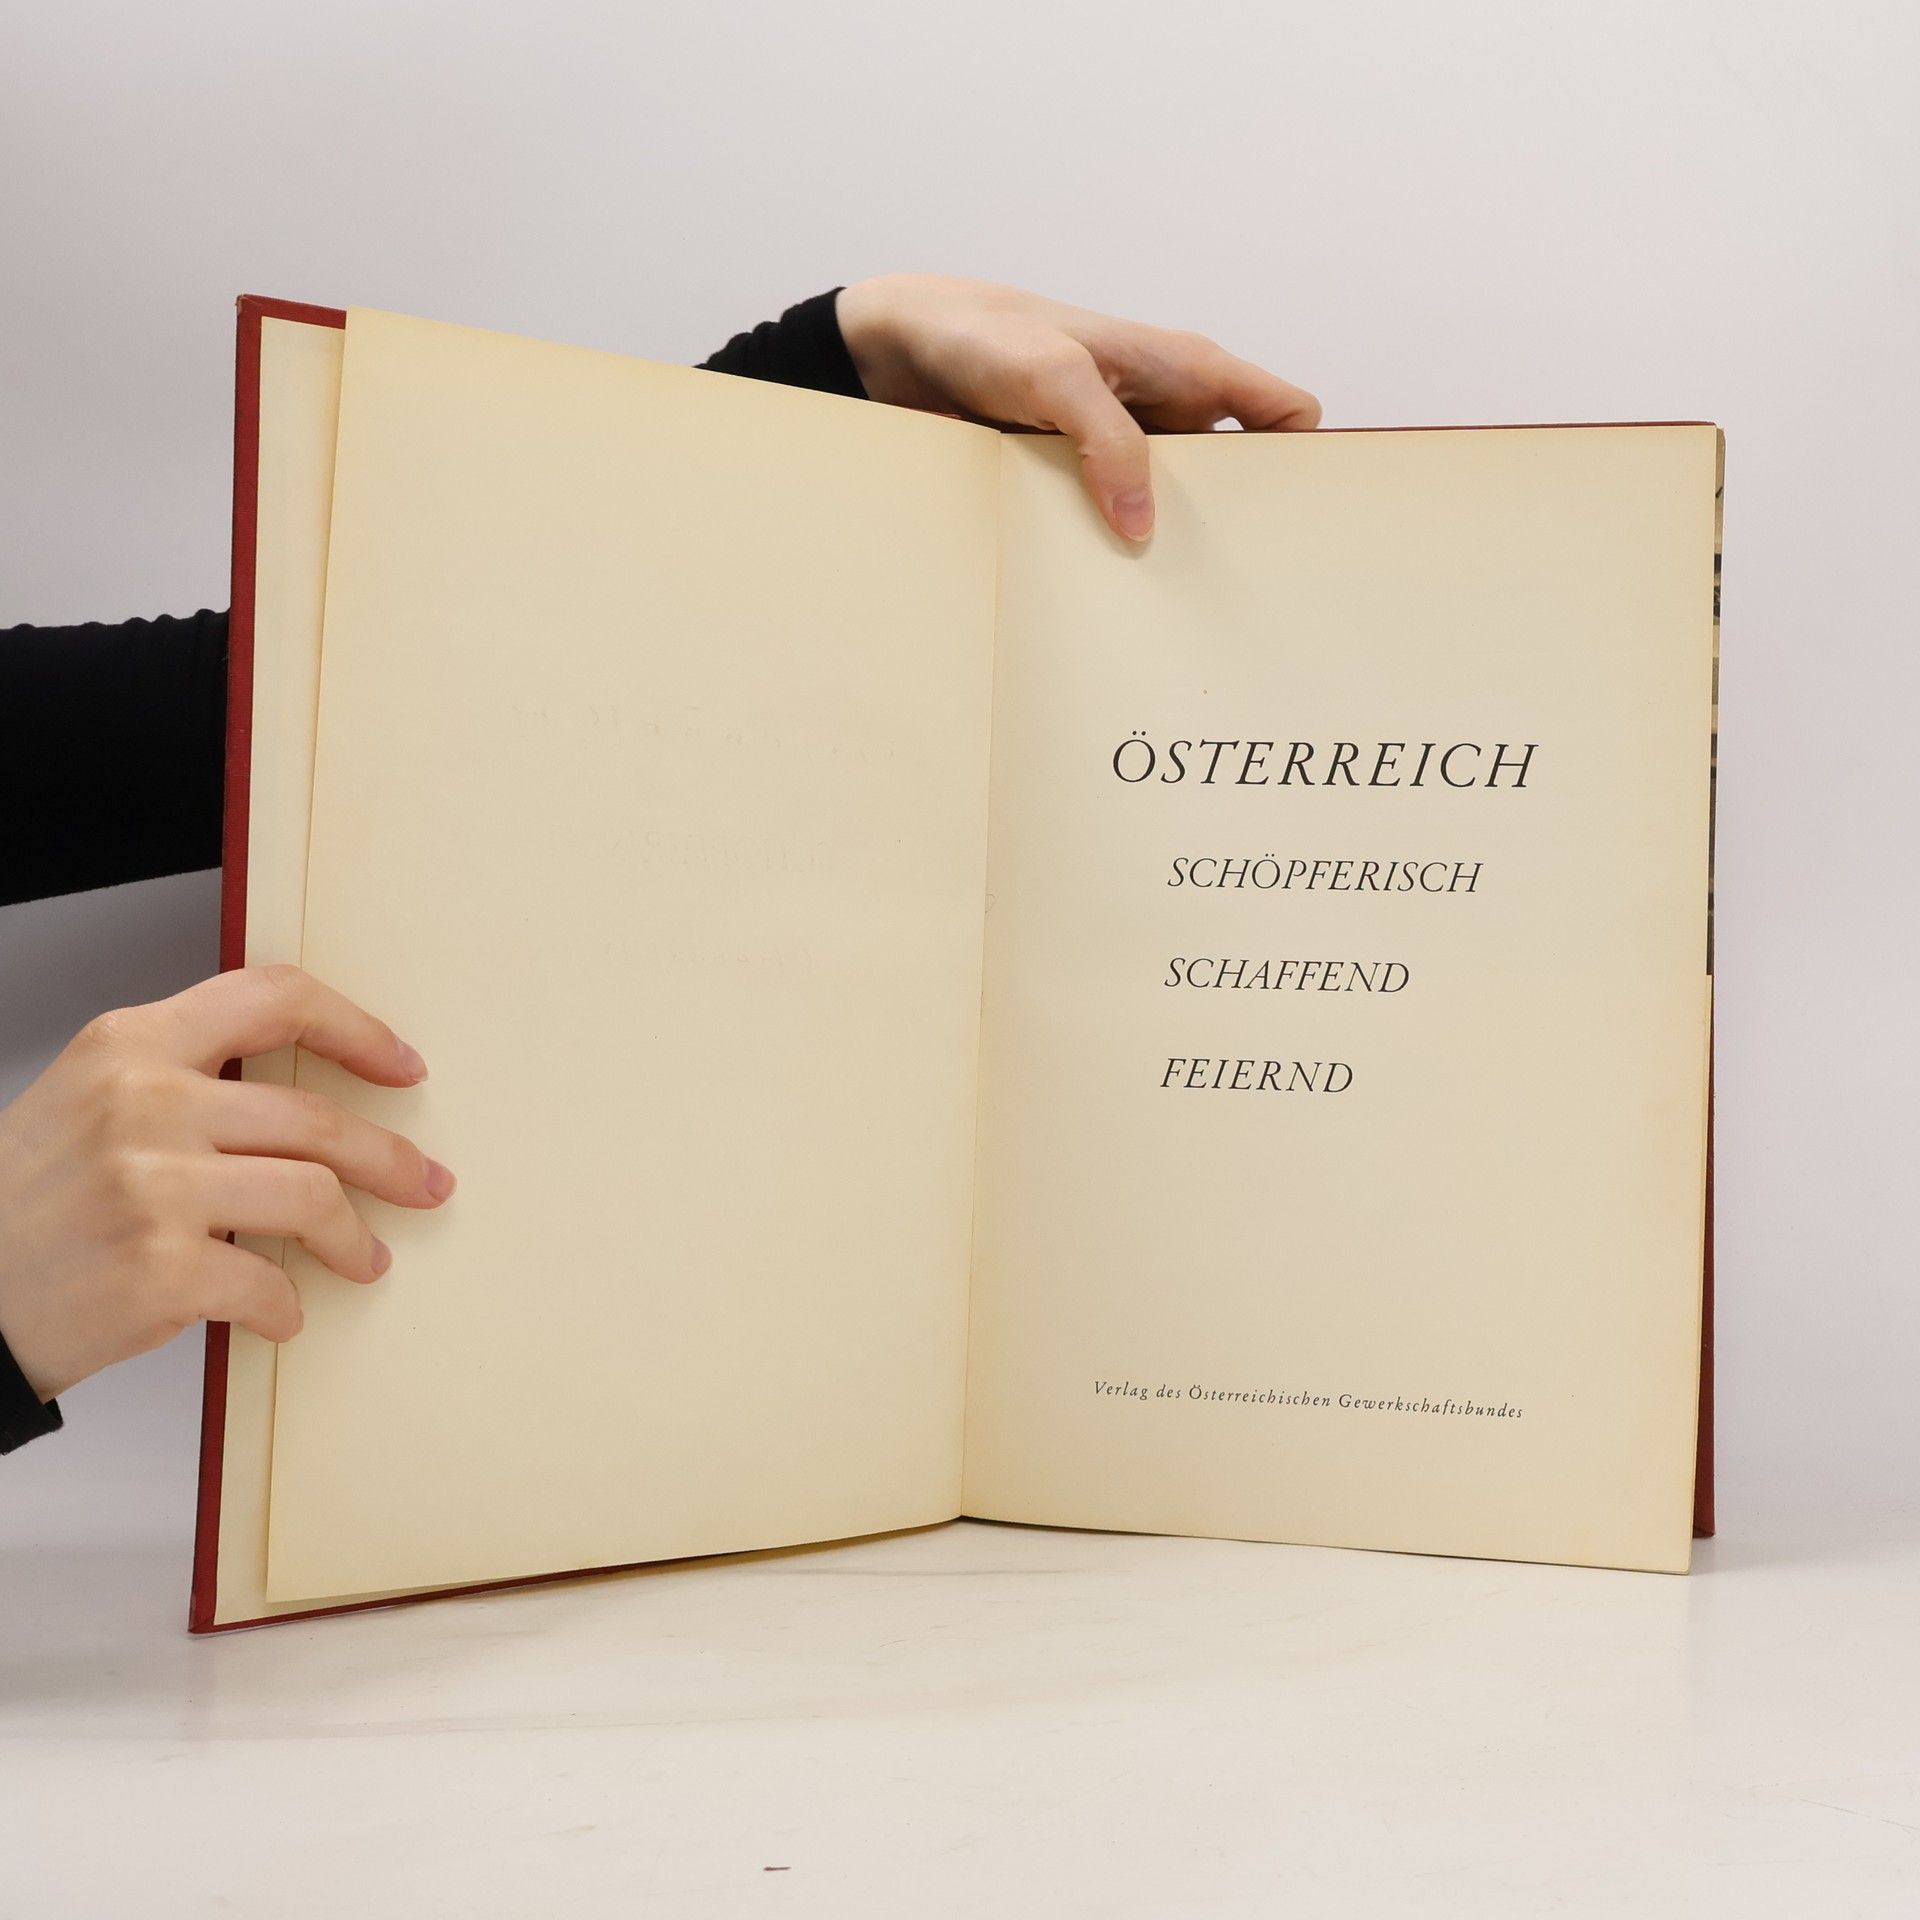 ÖSTERREICH
SCHÖPFERISCH
SCHAFFEND
FEIERND
Verlag des Österreichischen Gewerkschaftsbundes